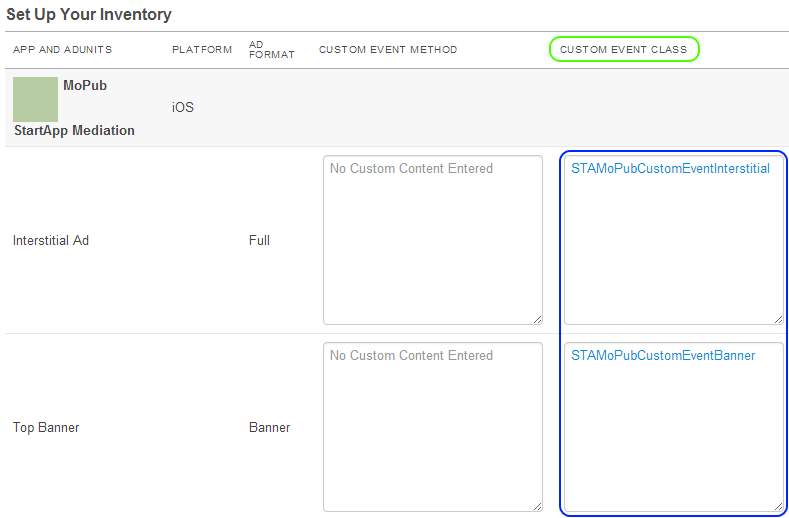 Set Up Your Inventory
APP AND ADUNITS PLATFORM AD FORMAT CUSTOM EVENT METHOD CUSTOM EVENT CLASS
MoPub
iOS
StartApp Mediation
No Custom Content Entered STAMoPubCustomEventInterstitial
Interstitial Ad Full
No Custom Content Entered STAMoPubCustomEventBanner
Top Banner Banner